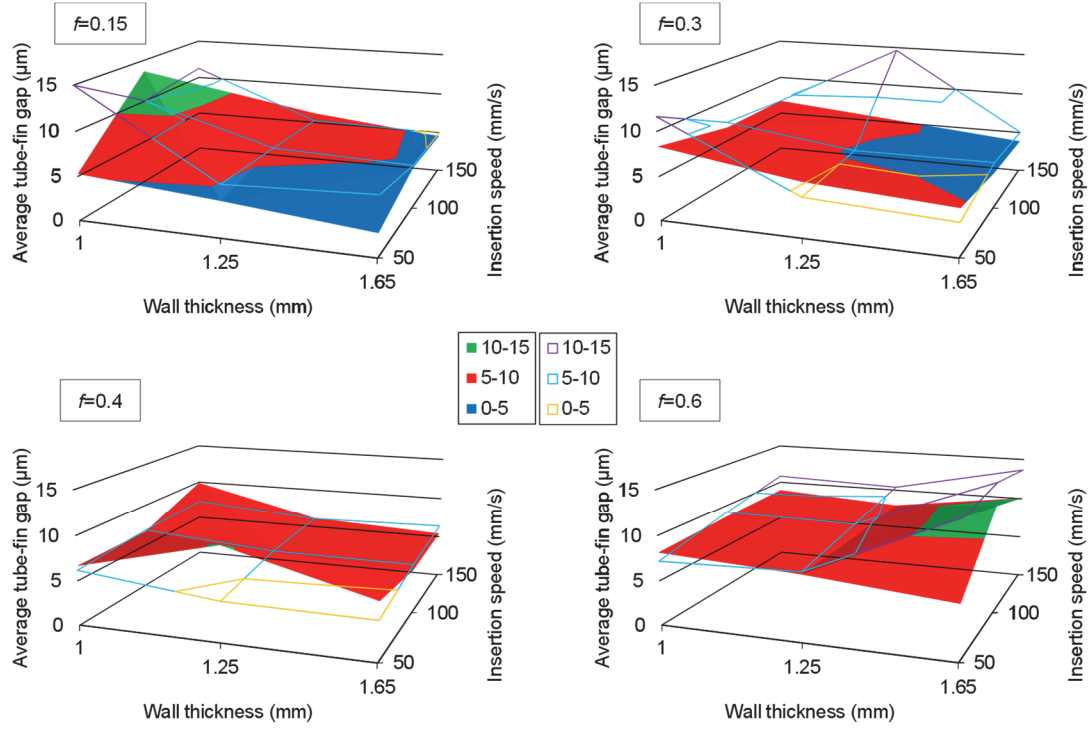 f=0.15
Average tube-fin gap (µm)
15
10
5
0
1
1.25
1.65
Wall thickness (mm)
50
100
150
Insertion speed (mm/s)
f=0.3
Average tube-fin gap (µm)
15
10
5
0
1
1.25
1.65
Wall thickness (mm)
50
100
150
Insertion speed (mm/s)
10-15
5-10
0-5
10-15
5-10
0-5
f=0.4
Average tube-fin gap (µm)
15
10
5
0
1
1.25
1.65
Wall thickness (mm)
50
100
150
Insertion speed (mm/s)
f=0.6
Average tube-fin gap (µm)
15
10
5
0
1
1.25
1.65
Wall thickness (mm)
50
100
150
Insertion speed (mm/s)